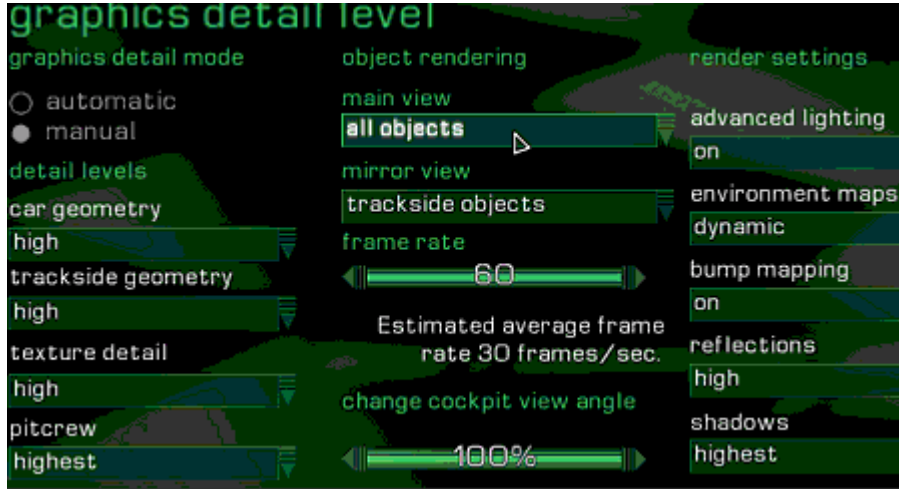 graphics detail level
graphics detail mode
automatic
manual
detail levels
car geometry
high
trackside geometry
high
texture detail
high
pitcrew
highest
object rendering
main view
all objects
mirror view
trackside objects
frame rate
60
Estimated average frame
rate 30 frames/sec.
change cockpit view angle
100%
render settings
advanced lighting
on
environment maps
dynamic
bump mapping
on
reflections
high
shadows
highest